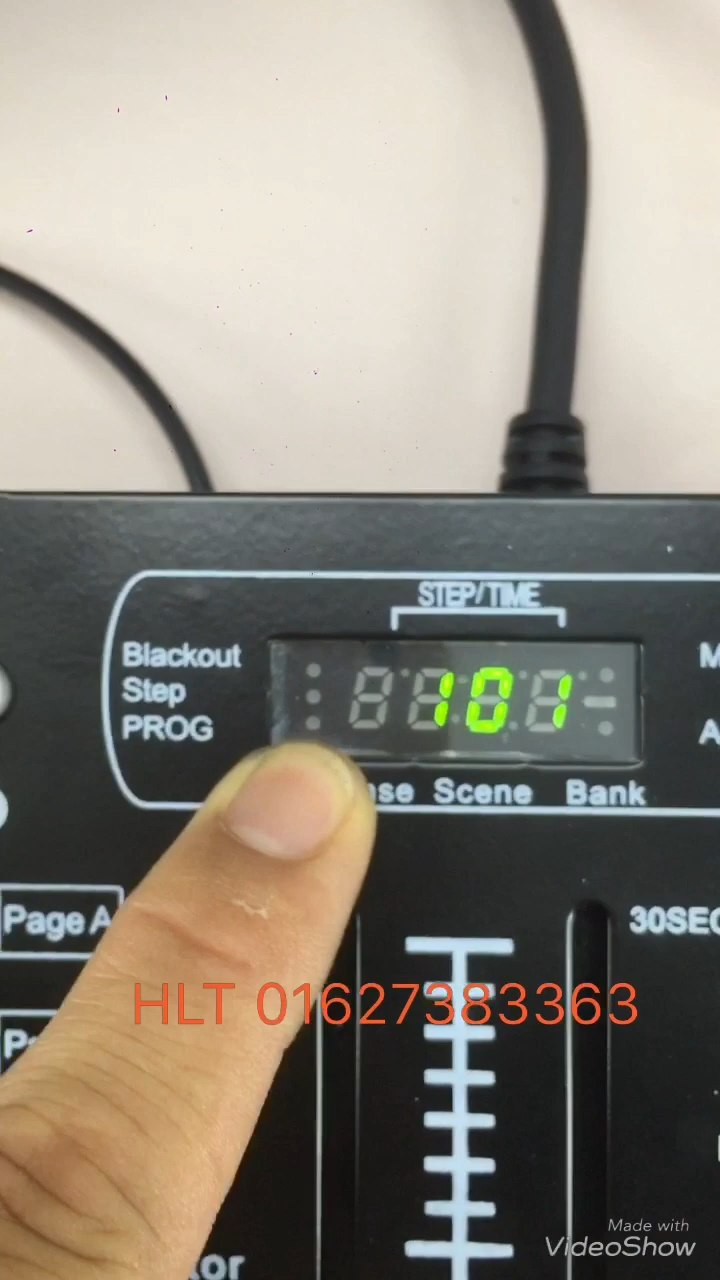 STEP/TIME
Blackout
Step
PROG
101
Scene
Bank
Page A
30SEC
HLT 01627383363
Made with
VideoShow